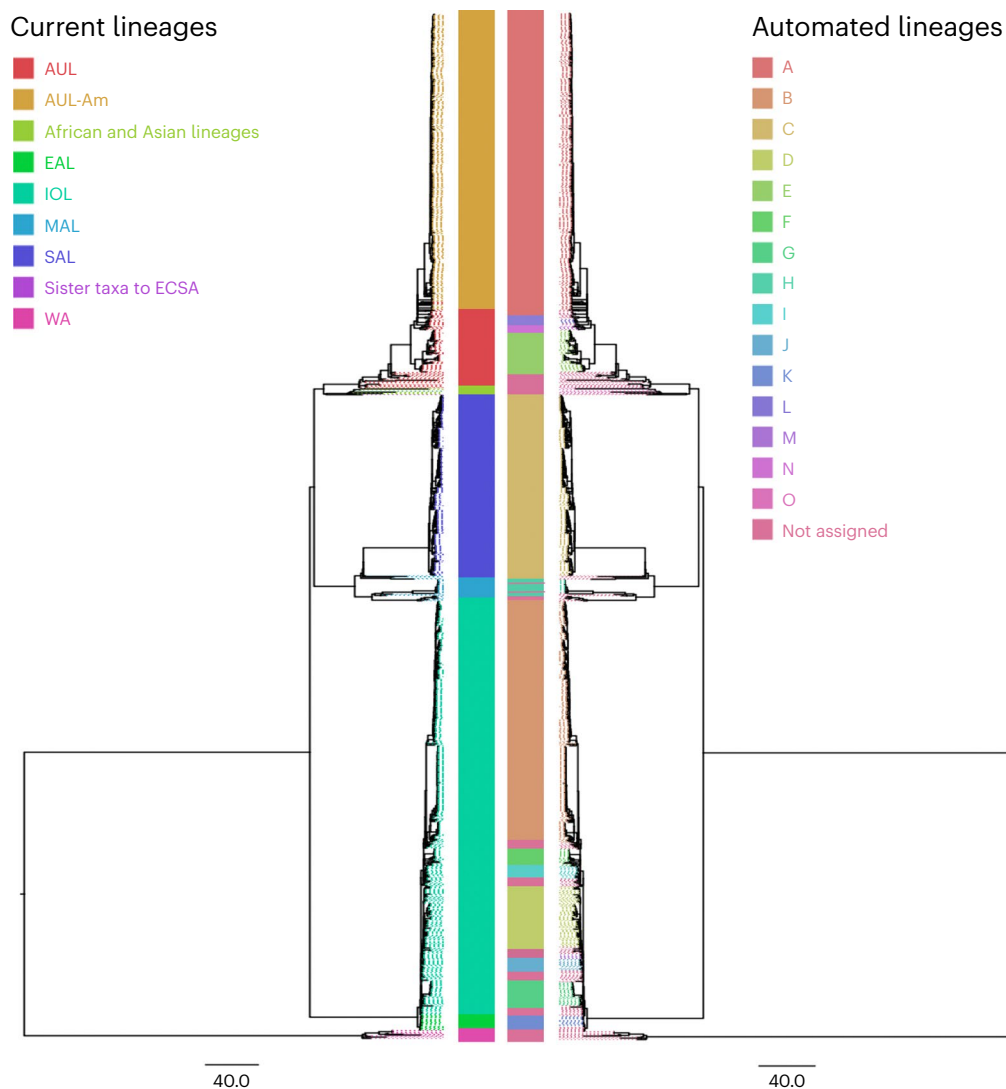 Current lineages
AUL
AUL-Am
African and Asian lineages
EAL
IOL
MAL
SAL
Sister taxa to ECSA
WA
Automated lineages
A
B
C
D
E
F
G
H
I
J
K
L
M
N
O
Not assigned
40.0
40.0